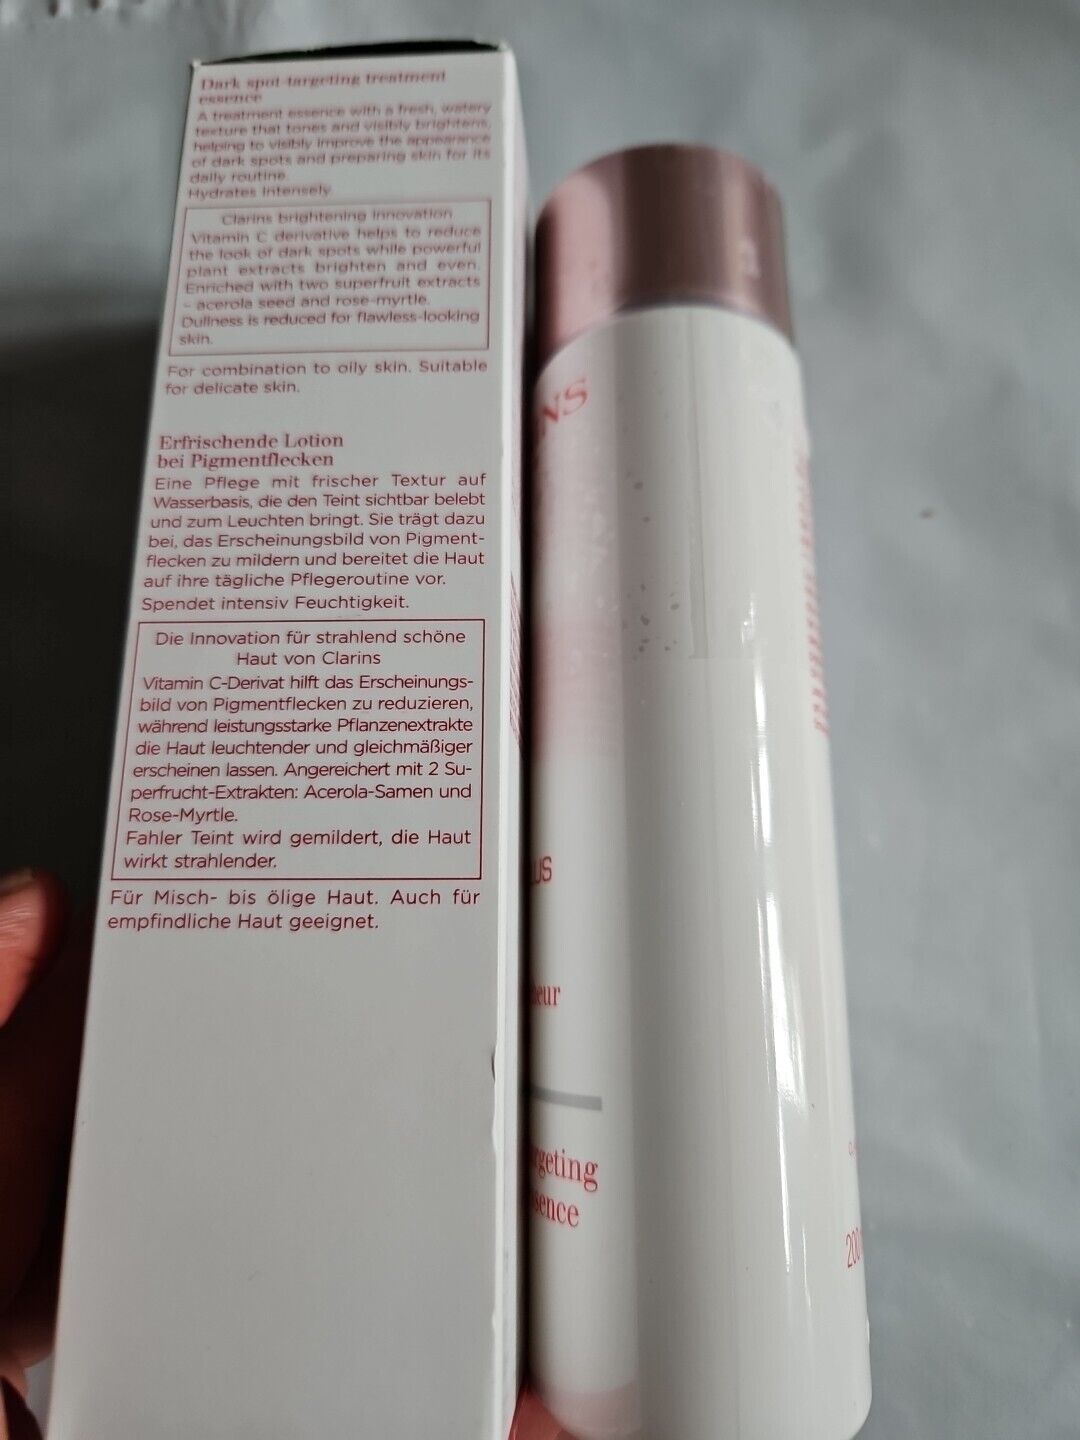 Dark spot-targeting treatment
essence
A treatment essence with a fresh, watery
texture that tones and visibly brightens,
helping to visibly improve the appearance
of dark spots and preparing skin for its
daily routine.
Hydrates intensely.
Clarins brightening innovation
Vitamin C derivative helps to reduce
the look of dark spots while powerful
plant extracts brighten and even.
Enriched with two superfruit extracts
- acerola seed and rose-myrtle.
Dullness is reduced for flawless-looking
skin.
For combination to oily skin. Suitable
for delicate skin.
Erfrischende Lotion
bei Pigmentflecken
Eine Pflege mit frischer Textur auf
Wasserbasis, die den Teint sichtbar belebt
und zum Leuchten bringt. Sie trägt dazu
bei, das Erscheinungsbild von Pigment-
flecken zu mildern und bereitet die Haut
auf ihre tägliche Pflegeroutine vor.
Spendet intensiv Feuchtigkeit.
Die Innovation für strahlend schöne
Haut von Clarins
Vitamin C-Derivat hilft das Erscheinungs-
bild von Pigmentflecken zu reduzieren,
während leistungsstarke Pflanzenextrakte
die Haut leuchtender und gleichmäßiger
erscheinen lassen. Angereichert mit 2 Su-
perfrucht-Extrakten: Acerola-Samen und
Rose-Myrtle.
Fahler Teint wird gemildert, die Haut
wirkt strahlender.
Für Misch- bis ölige Haut. Auch für
empfindliche Haut geeignet.
NS
US
eur
geting
sence
200